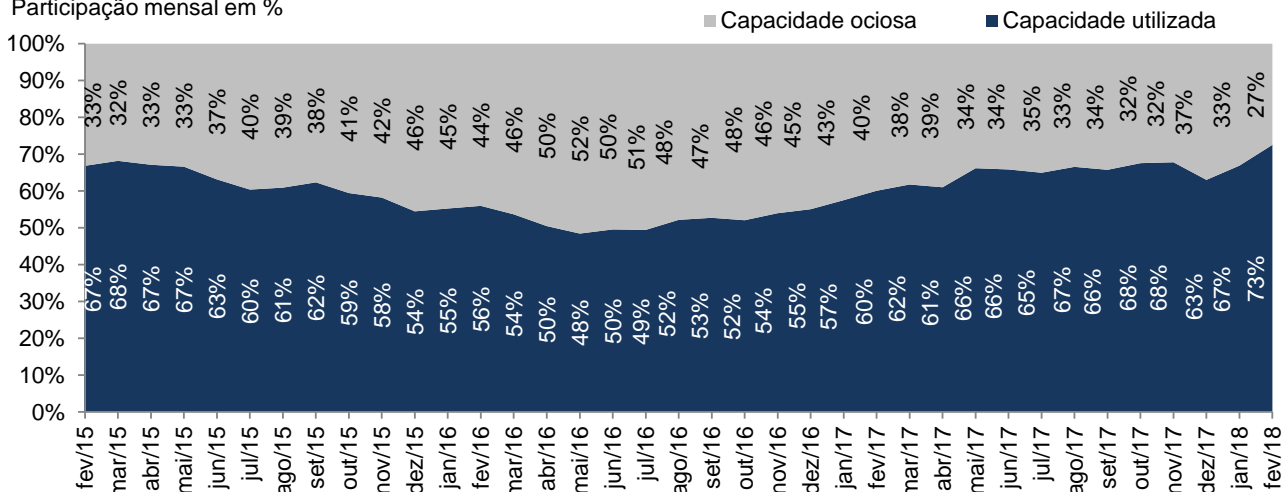 Participação mensal em %
Capacidade ociosa Capacidade utilizada
100%
90%
80%
70%
60%
50%
40%
30%
20%
10%
0%
33% 32% 33% 33% 37% 40% 39% 38% 41% 42% 46% 45% 44% 46% 50% 52% 50% 51% 48% 47% 48% 46% 45% 43% 40% 38% 39% 34% 34% 35% 33% 34% 32% 32% 37% 33% 27%
67% 68% 67% 67% 63% 60% 61% 62% 59% 58% 54% 55% 56% 54% 50% 48% 50% 49% 52% 53% 52% 54% 55% 57% 60% 62% 61% 66% 66% 65% 67% 66% 68% 68% 63% 67% 73%
fev/15 mar/15 abr/15 mai/15 jun/15 jul/15 ago/15 set/15 out/15 nov/15 dez/15 jan/16 fev/16 mar/16 abr/16 mai/16 jun/16 jul/16 ago/16 set/16 out/16 nov/16 dez/16 jan/17 fev/17 mar/17 abr/17 mai/17 jun/17 jul/17 ago/17 set/17 out/17 nov/17 dez/17 jan/18 fev/18